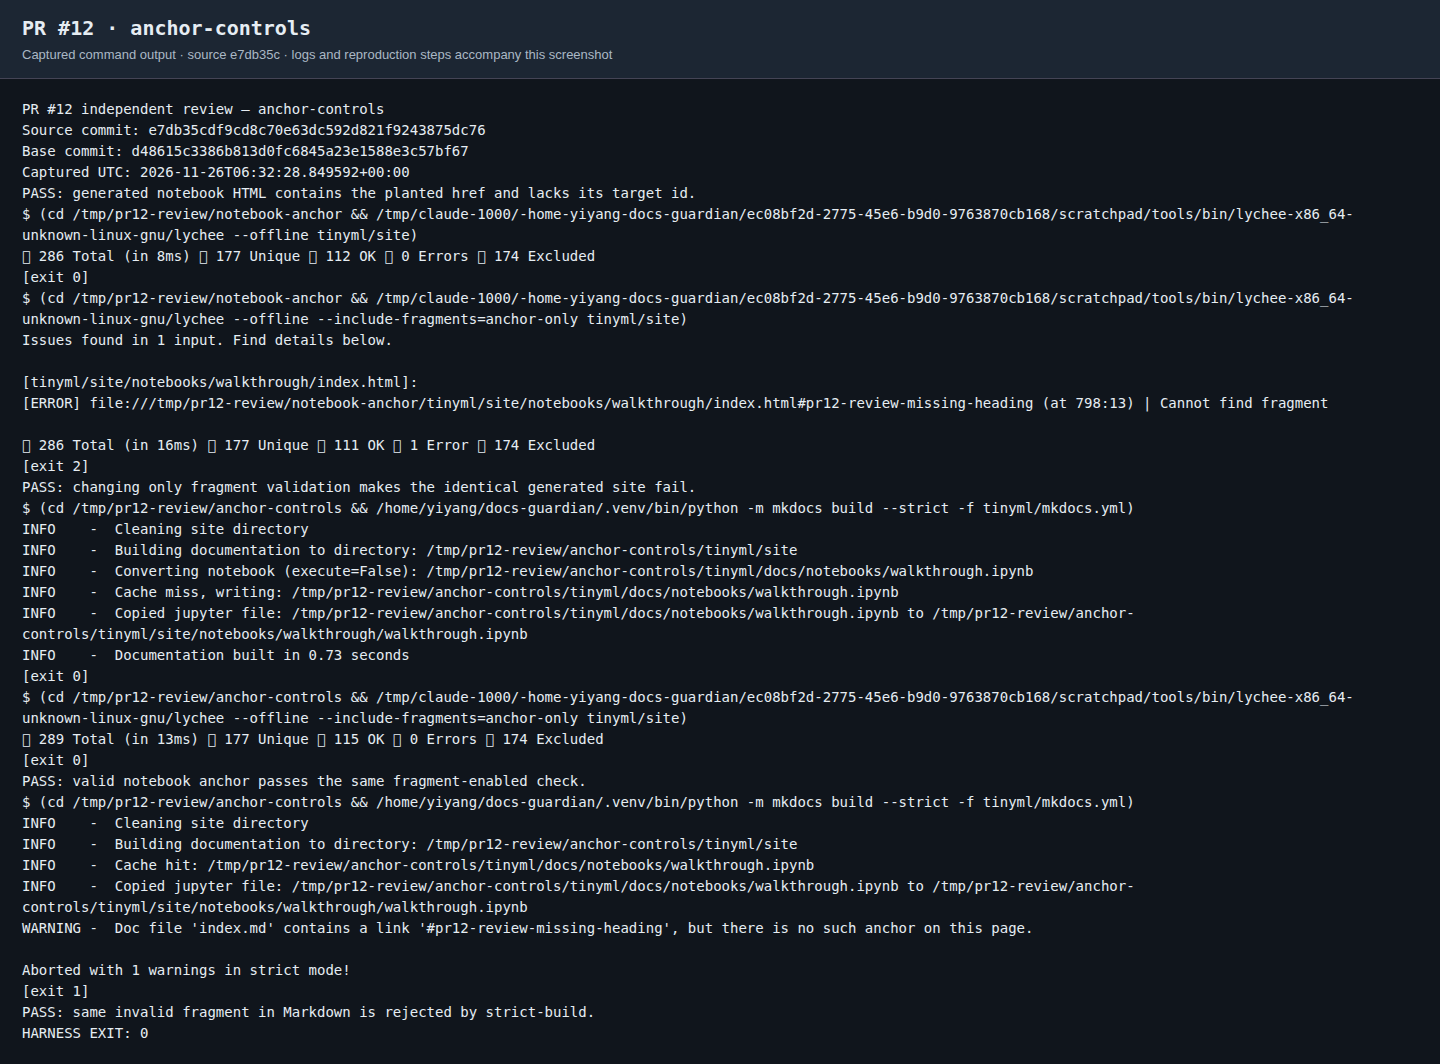 PR #12 · anchor-controls
Captured command output · source e7db35c · logs and reproduction steps accompany this screenshot
PR #12 independent review — anchor-controls
Source commit: e7db35cdf9cd8c70e63dc592d821f9243875dc76
Base commit: d48615c3386b813d0fc6845a23e1588e3c57bf67
Captured UTC: 2026-11-26T06:32:28.849592+00:00
PASS: generated notebook HTML contains the planted href and lacks its target id.
$ (cd /tmp/pr12-review/notebook-anchor && /tmp/claude-1000/-home-yiyang-docs-guardian/ec08bf2d-2775-45e6-b9d0-9763870cb168/scratchpad/tools/bin/lychee-x86_64-
unknown-linux-gnu/lychee --offline tinyml/site)
286 Total (in 8ms) 177 Unique 112 OK 0 Errors 174 Excluded
[exit 0]
$ (cd /tmp/pr12-review/notebook-anchor && /tmp/claude-1000/-home-yiyang-docs-guardian/ec08bf2d-2775-45e6-b9d0-9763870cb168/scratchpad/tools/bin/lychee-x86_64-
unknown-linux-gnu/lychee --offline --include-fragments=anchor-only tinyml/site)
Issues found in 1 input. Find details below.
[tinyml/site/notebooks/walkthrough/index.html]:
[ERROR] file:///tmp/pr12-review/notebook-anchor/tinyml/site/notebooks/walkthrough/index.html#pr12-review-missing-heading (at 798:13) | Cannot find fragment
286 Total (in 16ms) 177 Unique 111 OK 1 Error 174 Excluded
[exit 2]
PASS: changing only fragment validation makes the identical generated site fail.
$ (cd /tmp/pr12-review/anchor-controls && /home/yiyang/docs-guardian/.venv/bin/python -m mkdocs build --strict -f tinyml/mkdocs.yml)
INFO    -  Cleaning site directory
INFO    -  Building documentation to directory: /tmp/pr12-review/anchor-controls/tinyml/site
INFO    -  Converting notebook (execute=False): /tmp/pr12-review/anchor-controls/tinyml/docs/notebooks/walkthrough.ipynb
INFO    -  Cache miss, writing: /tmp/pr12-review/anchor-controls/tinyml/docs/notebooks/walkthrough.ipynb
INFO    -  Copied jupyter file: /tmp/pr12-review/anchor-controls/tinyml/docs/notebooks/walkthrough.ipynb to /tmp/pr12-review/anchor-
controls/tinyml/site/notebooks/walkthrough/walkthrough.ipynb
INFO    -  Documentation built in 0.73 seconds
[exit 0]
$ (cd /tmp/pr12-review/anchor-controls && /tmp/claude-1000/-home-yiyang-docs-guardian/ec08bf2d-2775-45e6-b9d0-9763870cb168/scratchpad/tools/bin/lychee-x86_64-
unknown-linux-gnu/lychee --offline --include-fragments=anchor-only tinyml/site)
289 Total (in 13ms) 177 Unique 115 OK 0 Errors 174 Excluded
[exit 0]
PASS: valid notebook anchor passes the same fragment-enabled check.
$ (cd /tmp/pr12-review/anchor-controls && /home/yiyang/docs-guardian/.venv/bin/python -m mkdocs build --strict -f tinyml/mkdocs.yml)
INFO    -  Cleaning site directory
INFO    -  Building documentation to directory: /tmp/pr12-review/anchor-controls/tinyml/site
INFO    -  Cache hit: /tmp/pr12-review/anchor-controls/tinyml/docs/notebooks/walkthrough.ipynb
INFO    -  Copied jupyter file: /tmp/pr12-review/anchor-controls/tinyml/docs/notebooks/walkthrough.ipynb to /tmp/pr12-review/anchor-
controls/tinyml/site/notebooks/walkthrough/walkthrough.ipynb
WARNING -  Doc file 'index.md' contains a link '#pr12-review-missing-heading', but there is no such anchor on this page.
Aborted with 1 warnings in strict mode!
[exit 1]
PASS: same invalid fragment in Markdown is rejected by strict-build.
HARNESS EXIT: 0